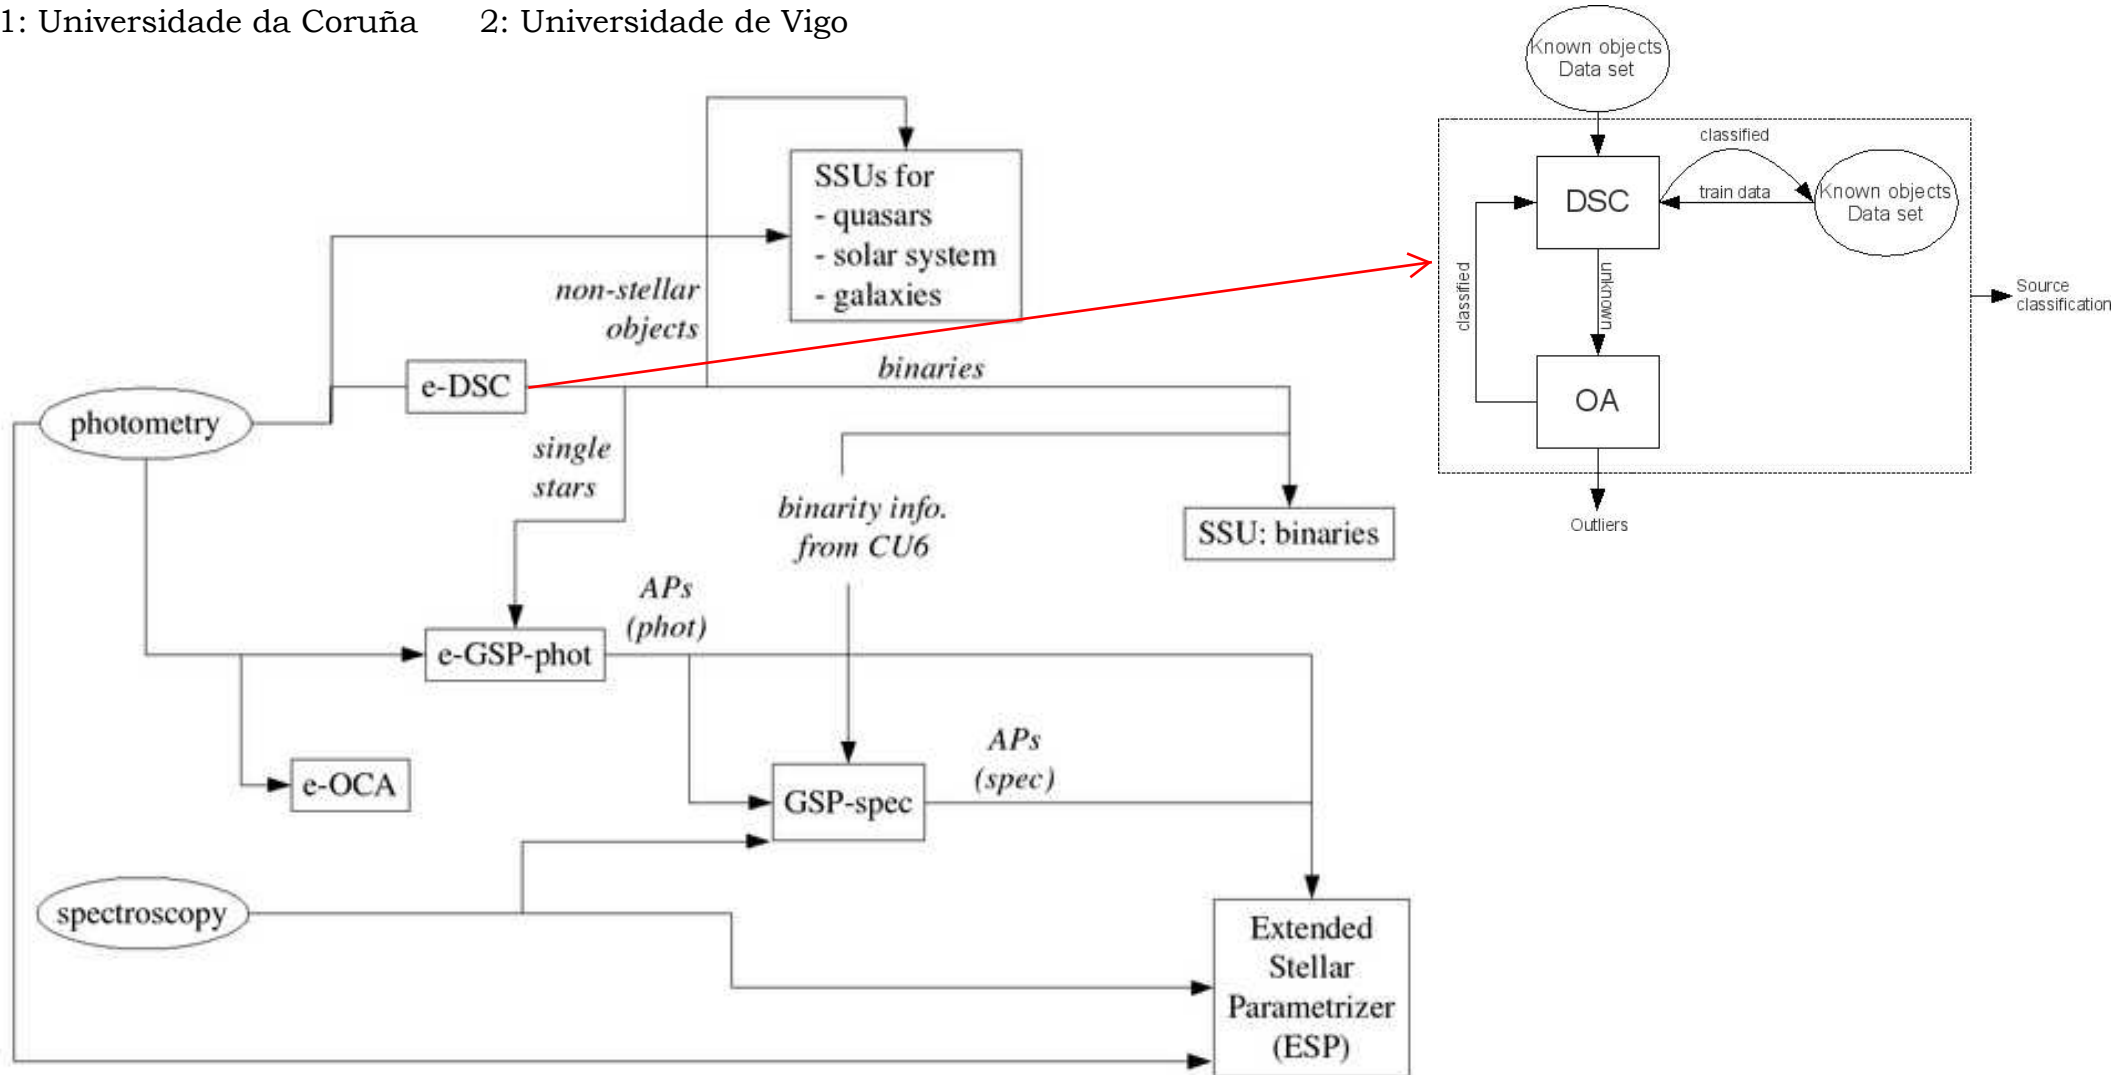 1: Universidade da Coruña 2: Universidade de Vigo
Known objects
Data set
SSUs for
- quasars
- solar system
- galaxies
non-stellar
objects
e-DSC
binaries
photometry
single
stars
binarity info.
from CU6
SSU: binaries
APs
(phot)
e-GSP-phot
e-OCA
APs
(spec)
GSP-spec
spectroscopy
Extended
Stellar
Parametrizer
(ESP)
classified
DSC
train data
Known objects
Data set
classified
unknown
OA
Source
classification
Outliers